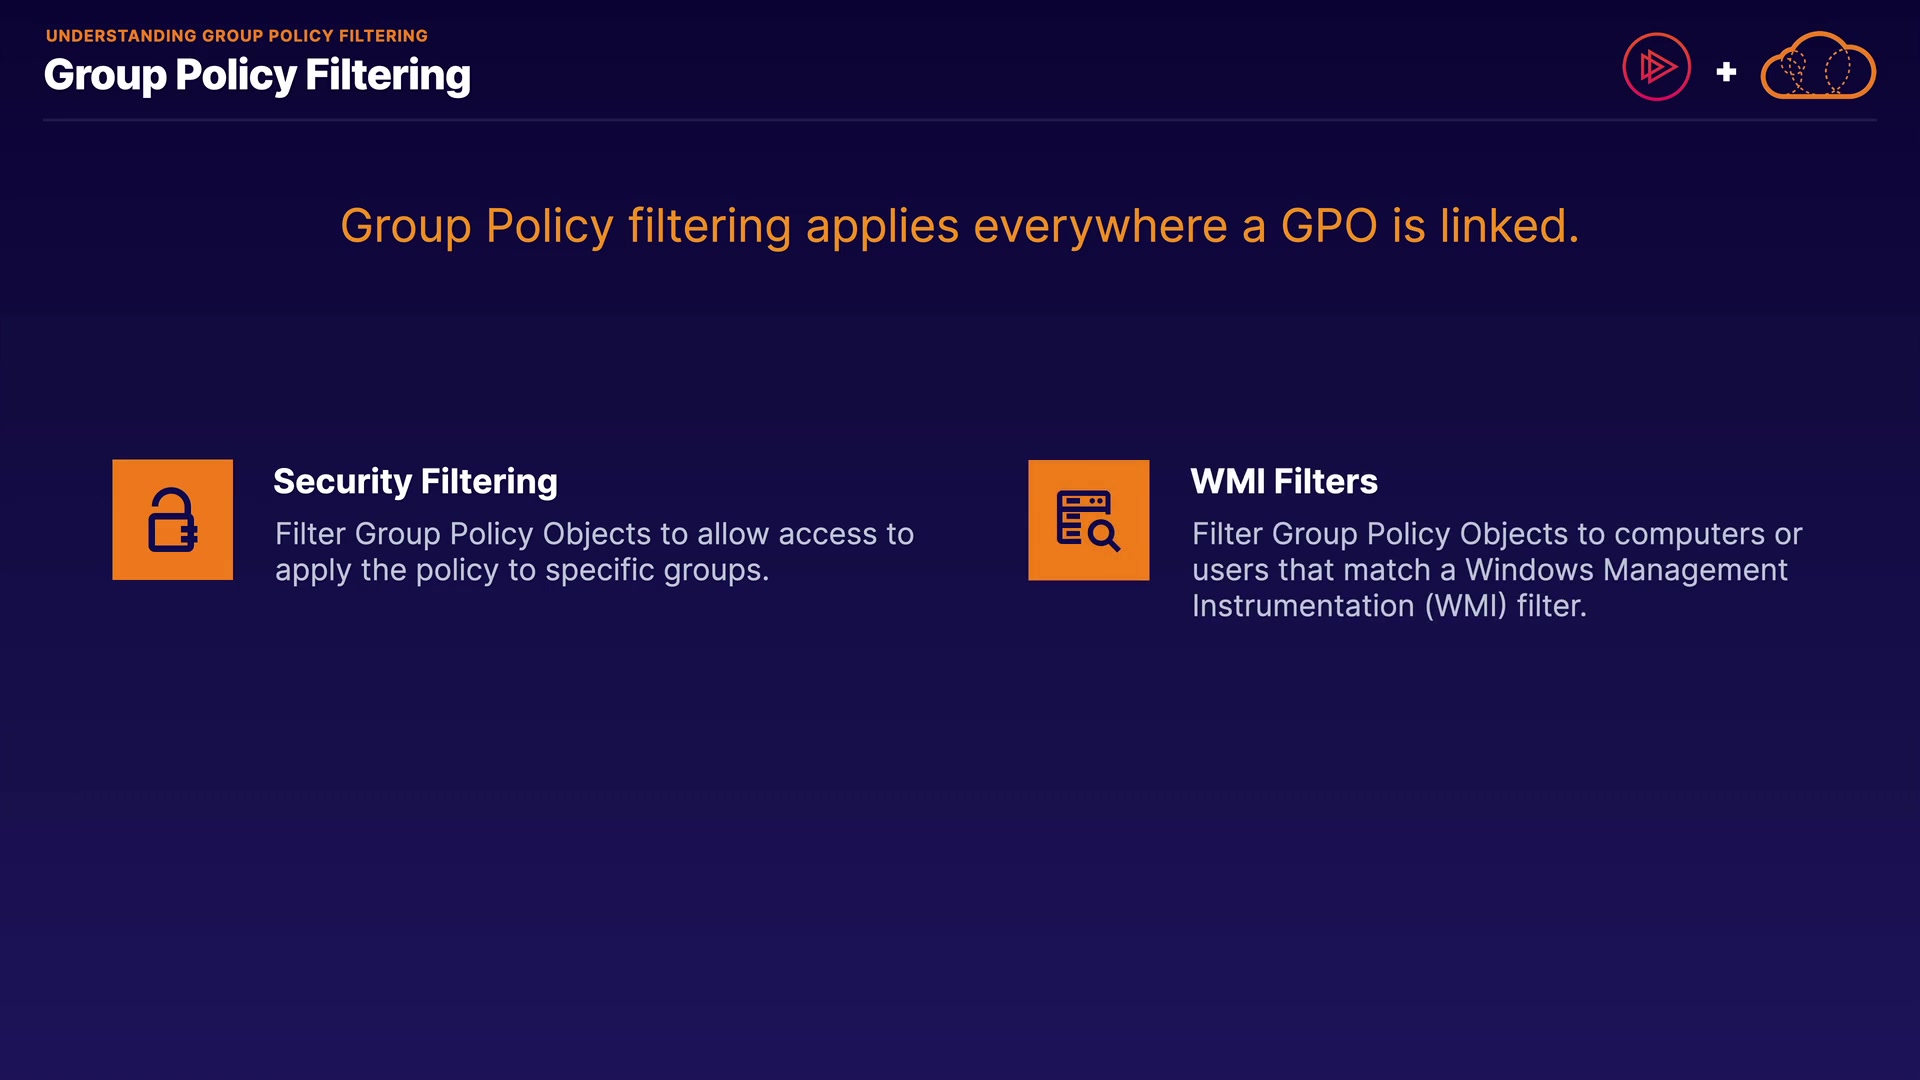 UNDERSTANDING GROUP POLICY FILTERING
Group Policy Filtering
+
Group Policy filtering applies everywhere a GPO is linked.
Security Filtering
Filter Group Policy Objects to allow access to
apply the policy to specific groups.
WMI Filters
Filter Group Policy Objects to computers or
users that match a Windows Management
Instrumentation (WMI) filter.